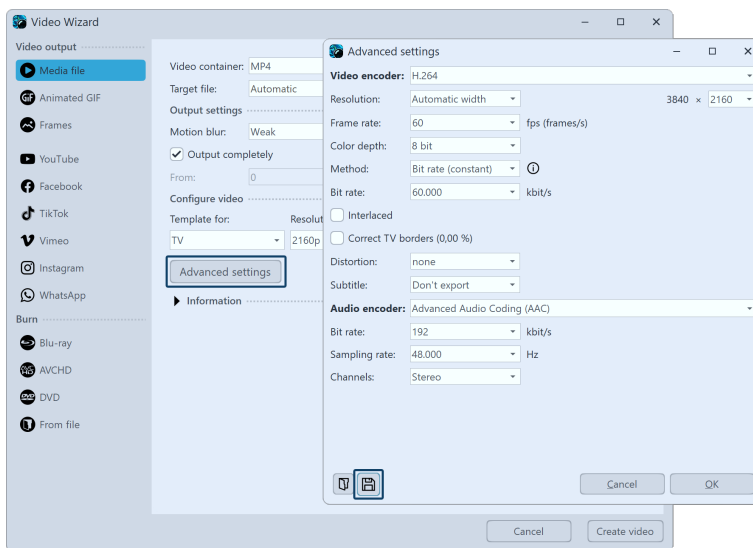 Video Wizard
Video output
Media file
GIF Animated GIF
Frames
YouTube
Facebook
TikTok
Vimeo
Instagram
WhatsApp
Burn
Blu-ray
AVCHD
DVD DVD
From file
Video container: MP4
Target file: Automatic
Output settings
Motion blur: Weak
Output completely
From: 0
Configure video
Template for: Resolut
TV 2160p
Advanced settings
Information
Cancel Create video
Advanced settings
Video encoder: H.264
Resolution: Automatic width 3840 × 2160
Frame rate: 60 fps (frames/s)
Color depth: 8 bit
Method: Bit rate (constant)
Bit rate: 60.000 kbit/s
Interlaced
Correct TV borders (0,00 %)
Distortion: none
Subtitle: Don't export
Audio encoder: Advanced Audio Coding (AAC)
Bit rate: 192 kbit/s
Sampling rate: 48.000 Hz
Channels: Stereo
Cancel OK